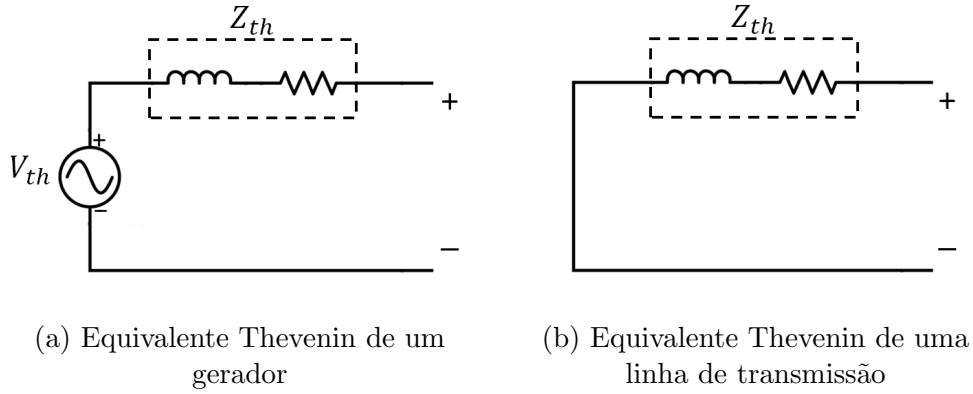 Z_th
+
V_th
+
−
−
Z_th
+
−
(a) Equivalente Thevenin de um
gerador
(b) Equivalente Thevenin de uma
linha de transmissão